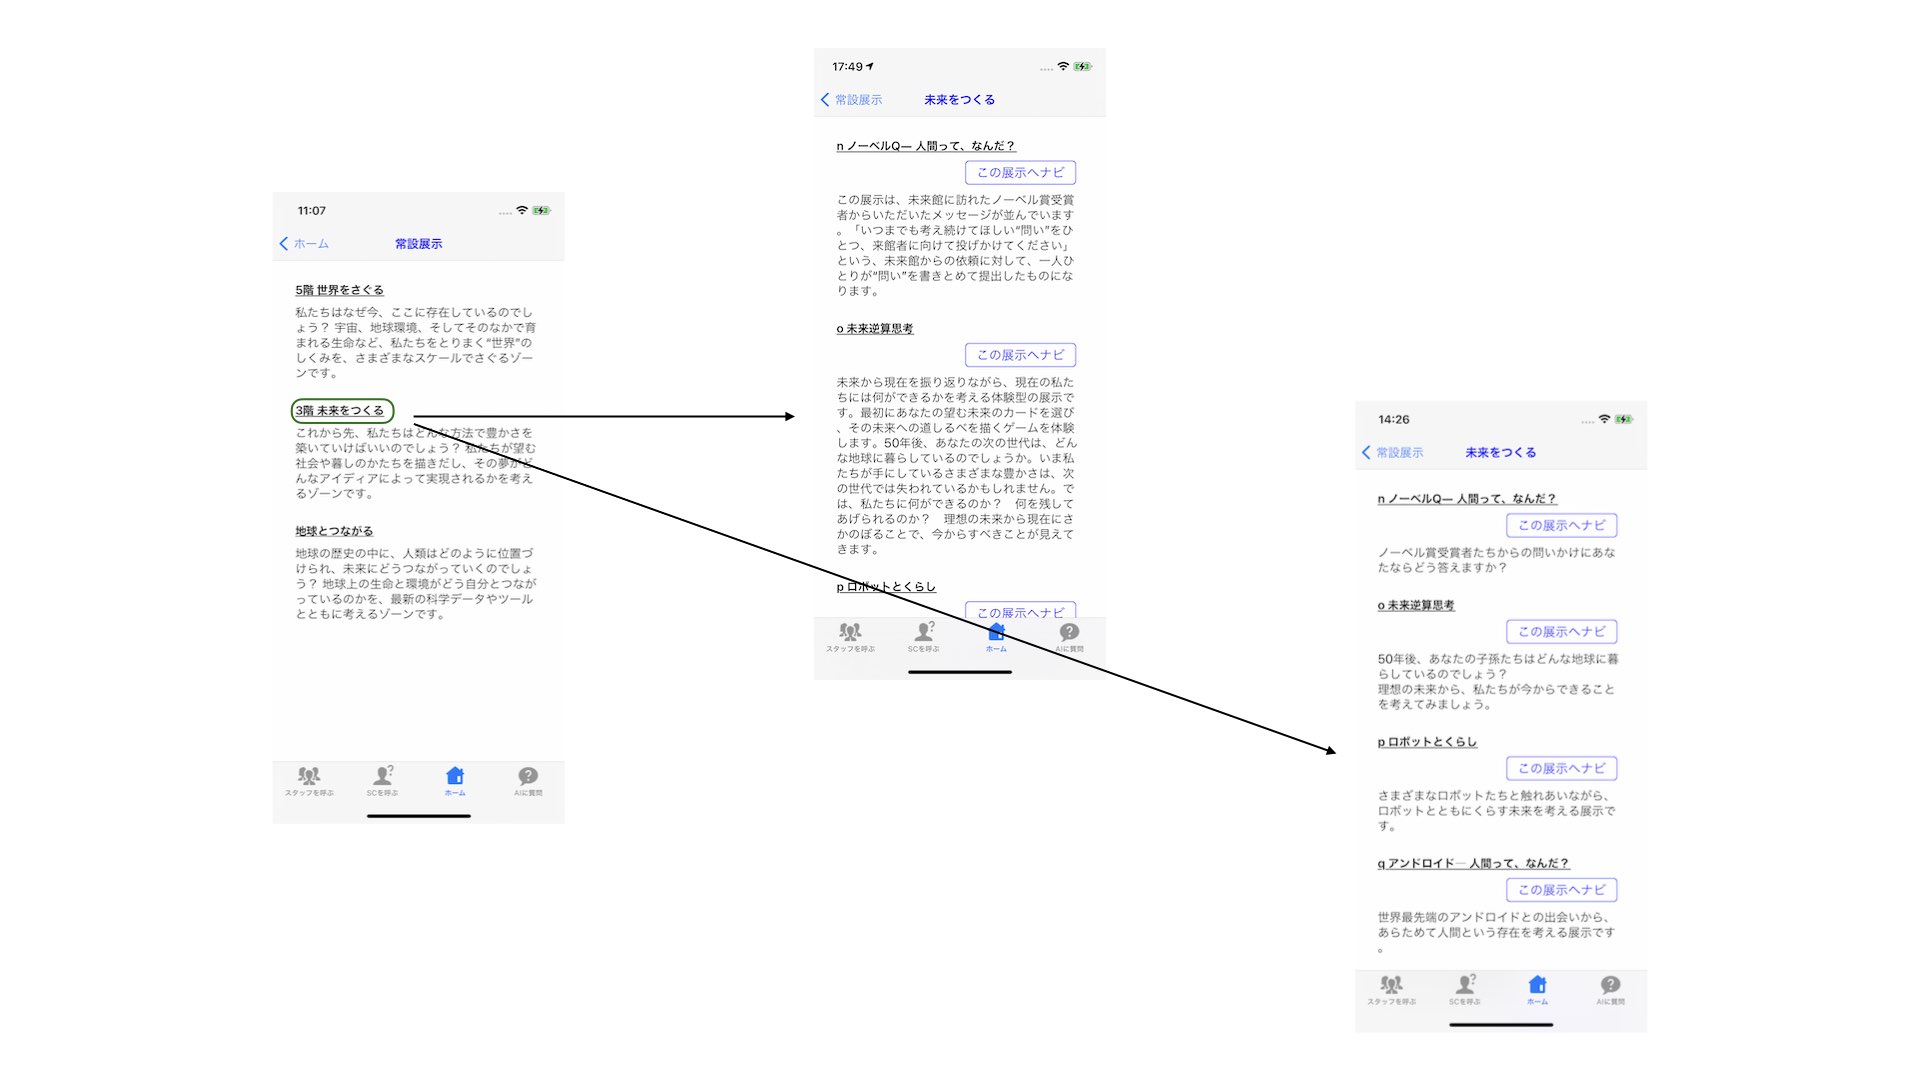 11:07
ホーム
常設展示
5階 世界をさぐる
私たちはなぜ今、ここに存在しているのでし
ょう？ 宇宙、地球環境、そしてそのなかで育
まれる生命など、私たちをとりまく“世界”の
しくみを、さまざまなスケールでさぐるゾー
ンです。
3階 未来をつくる
これから先、私たちはどんな方法で豊かさを
築いていけばいいのでしょう？ 私たちが望む
社会や暮しのかたちを描きだし、その夢がど
んなアイディアによって実現されるかを考え
るゾーンです。
地球とつながる
地球の歴史の中に、人類はどのように位置づ
けられ、未来にどうつながっていくのでしょ
う？ 地球上の生命と環境がどう自分とつなが
っているのかを、最新の科学データやツール
とともに考えるゾーンです。
スタッフを呼ぶ
SCを呼ぶ
ホーム
AIに質問
17:49
常設展示
未来をつくる
n ノーベルQ— 人間って、なんだ？
この展示へナビ
この展示は、未来館に訪れたノーベル賞受賞
者からいただいたメッセージが並んでいます
。「いつまでも考え続けてほしい“問い”をひ
とつ、来館者に向けて投げかけてください」
という、未来館からの依頼に対して、一人ひ
とりが“問い”を書きとめて提出したものにな
ります。
o 未来逆算思考
この展示へナビ
未来から現在を振り返りながら、現在の私た
ちには何ができるかを考える体験型の展示で
す。最初にあなたの望む未来のカードを選び
、その未来への道しるべを描くゲームを体験
します。50年後、あなたの次の世代は、どん
な地球に暮らしているのでしょうか。いま私
たちが手にしているさまざまな豊かさは、次
の世代では失われているかもしれません。で
は、私たちに何ができるのか？　何を残して
あげられるのか？　理想の未来から現在にさ
かのぼることで、今からすべきことが見えて
きます。
p ロボットとくらし
この展示へナビ
スタッフを呼ぶ
SCを呼ぶ
ホーム
AIに質問
14:26
常設展示
未来をつくる
n ノーベルQ— 人間って、なんだ？
この展示へナビ
ノーベル賞受賞者たちからの問いかけにあな
たならどう答えますか？
o 未来逆算思考
この展示へナビ
50年後、あなたの子孫たちはどんな地球に暮
らしているのでしょう？
理想の未来から、私たちが今からできること
を考えてみましょう。
p ロボットとくらし
この展示へナビ
さまざまなロボットたちと触れあいながら、
ロボットとともにくらす未来を考える展示で
す。
q アンドロイド— 人間って、なんだ？
この展示へナビ
世界最先端のアンドロイドとの出会いから、
あらためて人間という存在を考える展示です
。
スタッフを呼ぶ
SCを呼ぶ
ホーム
AIに質問